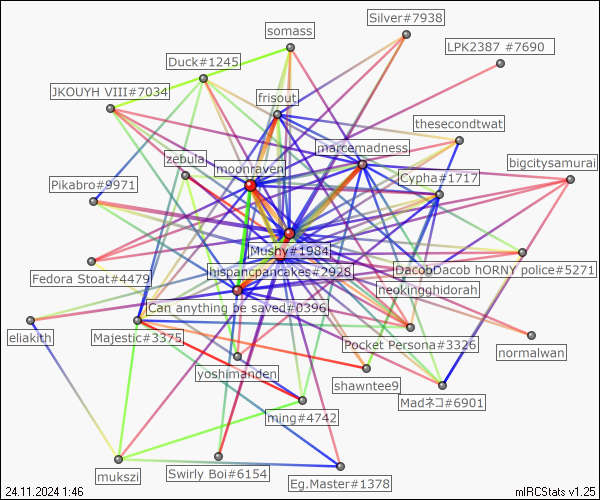 Silver#7938
somass
LPK2387 #7690
Duck#1245
JKOUYH VIII#7034
frisout
thesecondtwat
marcemadness
zebula
moonraven
bigcitysamurai
Pikabro#9971
Cypha#1717
Mushy#1984
Fedora Stoat#4479
hispancpancakes#2928
DacobDacob hORNY police#5271
neokingghidorah
Can anything be saved#0396
eliakith
Majestic#3375
Pocket Persona#3326
normalwan
yoshimanden
shawntee9
Madネコ#6901
ming#4742
mukszi
Swirly Boi#6154
Eg.Master#1378
24.11.2024 1:46
mIRCStats v1.25